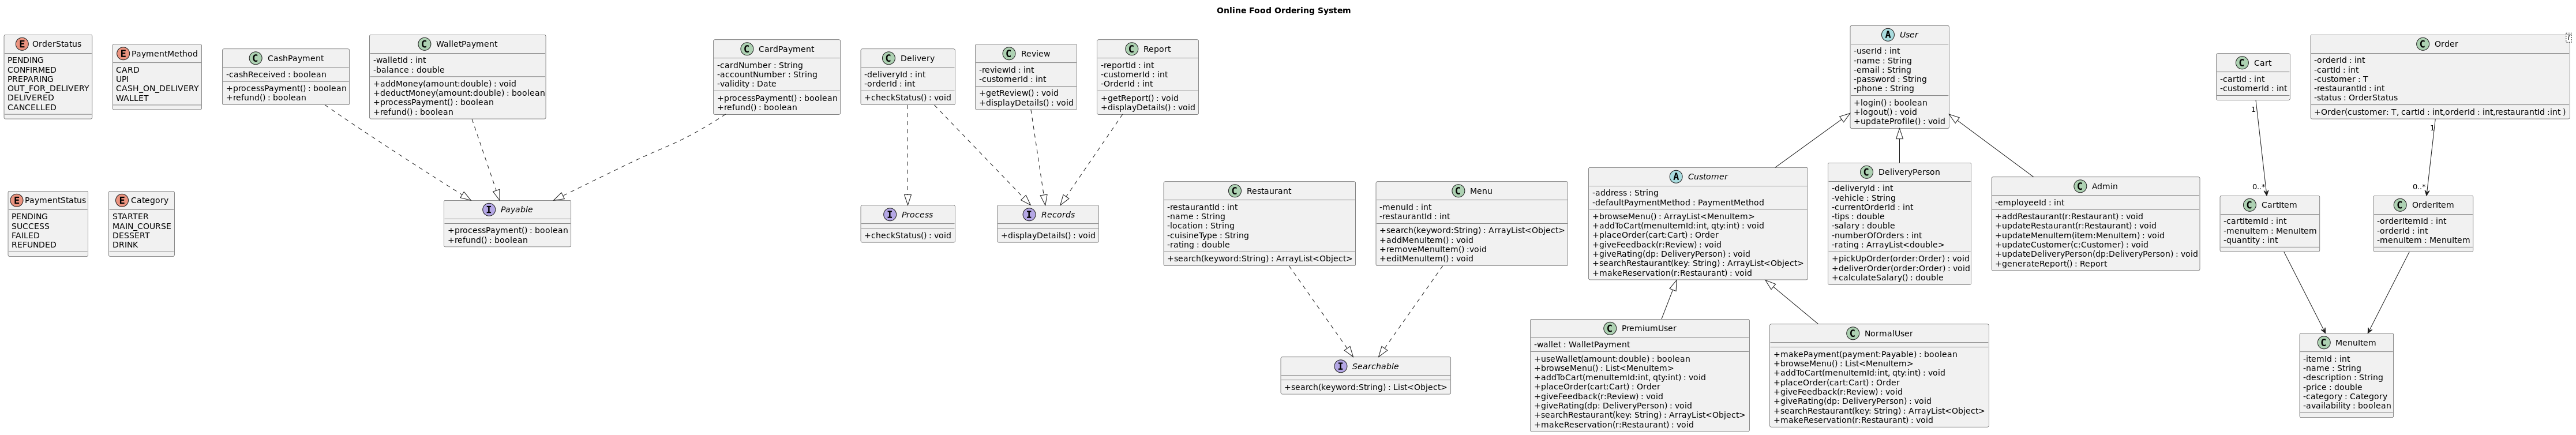 Online Food Ordering System
E OrderStatus
PENDING
CONFIRMED
PREPARING
OUT_FOR_DELIVERY
DELIVERED
CANCELLED
E PaymentMethod
CARD
UPI
CASH_ON_DELIVERY
WALLET
C CashPayment
-cashReceived : boolean
+processPayment() : boolean
+refund() : boolean
C WalletPayment
-walletId : int
-balance : double
+addMoney(amount:double) : void
+deductMoney(amount:double) : boolean
+processPayment() : boolean
+refund() : boolean
C CardPayment
-cardNumber : String
-accountNumber : String
-validity : Date
+processPayment() : boolean
+refund() : boolean
C Delivery
-deliveryId : int
-orderId : int
+checkStatus() : void
C Review
-reviewId : int
-customerId : int
+getReview() : void
+displayDetails() : void
C Report
-reportId : int
-customerId : int
-OrderId : int
+getReport() : void
+displayDetails() : void
A User
-userId : int
-name : String
-email : String
-password : String
-phone : String
+login() : boolean
+logout() : void
+updateProfile() : void
C Cart
-cartId : int
-customerId : int
C Order
T
-orderId : int
-cartId : int
-customer : T
-restaurantId : int
-status : OrderStatus
+Order(customer: T, cartId : int,orderId : int,restaurantId :int )
1
0..*
1
0..*
E PaymentStatus
PENDING
SUCCESS
FAILED
REFUNDED
E Category
STARTER
MAIN_COURSE
DESSERT
DRINK
I Payable
+processPayment() : boolean
+refund() : boolean
I Process
+checkStatus() : void
I Records
+displayDetails() : void
C Restaurant
-restaurantId : int
-name : String
-location : String
-cuisineType : String
-rating : double
+search(keyword:String) : ArrayList<Object>
C Menu
-menuId : int
-restaurantId : int
+search(keyword:String) : ArrayList<Object>
+addMenuItem() : void
+removeMenuItem() :void
+editMenuItem() : void
A Customer
-address : String
-defaultPaymentMethod : PaymentMethod
+browseMenu() : ArrayList<MenuItem>
+addToCart(menuItemId:int, qty:int) : void
+placeOrder(cart:Cart) : Order
+giveFeedback(r:Review) : void
+giveRating(dp: DeliveryPerson) : void
+searchRestaurant(key: String) : ArrayList<Object>
+makeReservation(r:Restaurant) : void
C DeliveryPerson
-deliveryId : int
-vehicle : String
-currentOrderId : int
-tips : double
-salary : double
-numberOfOrders : int
-rating : ArrayList<double>
+pickUpOrder(order:Order) : void
+deliverOrder(order:Order) : void
+calculateSalary() : double
C Admin
-employeeId : int
+addRestaurant(r:Restaurant) : void
+updateRestaurant(r:Restaurant) : void
+updateMenuItem(item:MenuItem) : void
+updateCustomer(c:Customer) : void
+updateDeliveryPerson(dp:DeliveryPerson) : void
+generateReport() : Report
C CartItem
-cartItemId : int
-menuItem : MenuItem
-quantity : int
C OrderItem
-orderItemId : int
-orderId : int
-menuItem : MenuItem
I Searchable
+search(keyword:String) : List<Object>
C PremiumUser
-wallet : WalletPayment
+useWallet(amount:double) : boolean
+browseMenu() : List<MenuItem>
+addToCart(menuItemId:int, qty:int) : void
+placeOrder(cart:Cart) : Order
+giveFeedback(r:Review) : void
+giveRating(dp: DeliveryPerson) : void
+searchRestaurant(key: String) : ArrayList<Object>
+makeReservation(r:Restaurant) : void
C NormalUser
+makePayment(payment:Payable) : boolean
+browseMenu() : List<MenuItem>
+addToCart(menuItemId:int, qty:int) : void
+placeOrder(cart:Cart) : Order
+giveFeedback(r:Review) : void
+giveRating(dp: DeliveryPerson) : void
+searchRestaurant(key: String) : ArrayList<Object>
+makeReservation(r:Restaurant) : void
C MenuItem
-itemId : int
-name : String
-description : String
-price : double
-category : Category
-availability : boolean